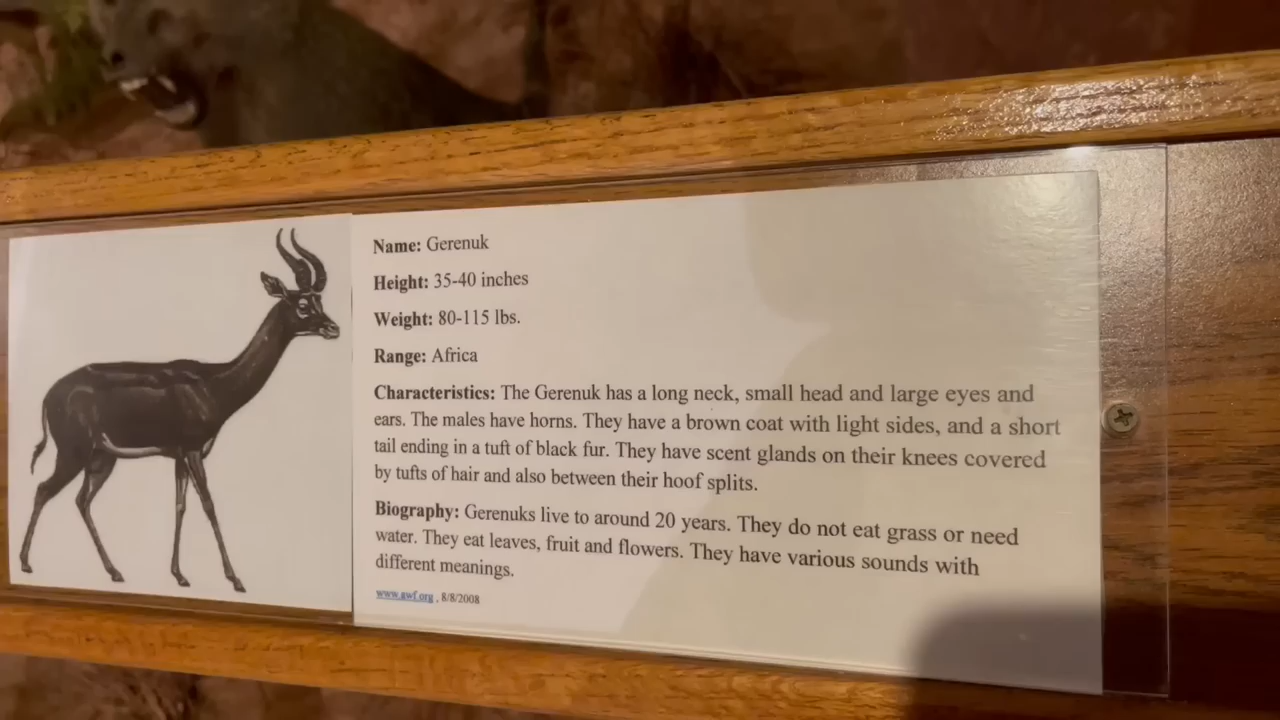 Name: Gerenuk
Height: 35-40 inches
Weight: 80-115 lbs.
Range: Africa
Characteristics: The Gerenuk has a long neck, small head and large eyes and
ears. The males have horns. They have a brown coat with light sides, and a short
tail ending in a tuft of black fur. They have scent glands on their knees covered
by tufts of hair and also between their hoof splits.
Biography: Gerenuks live to around 20 years. They do not eat grass or need
water. They eat leaves, fruit and flowers. They have various sounds with
different meanings.
www.awf.org , 8/8/2008